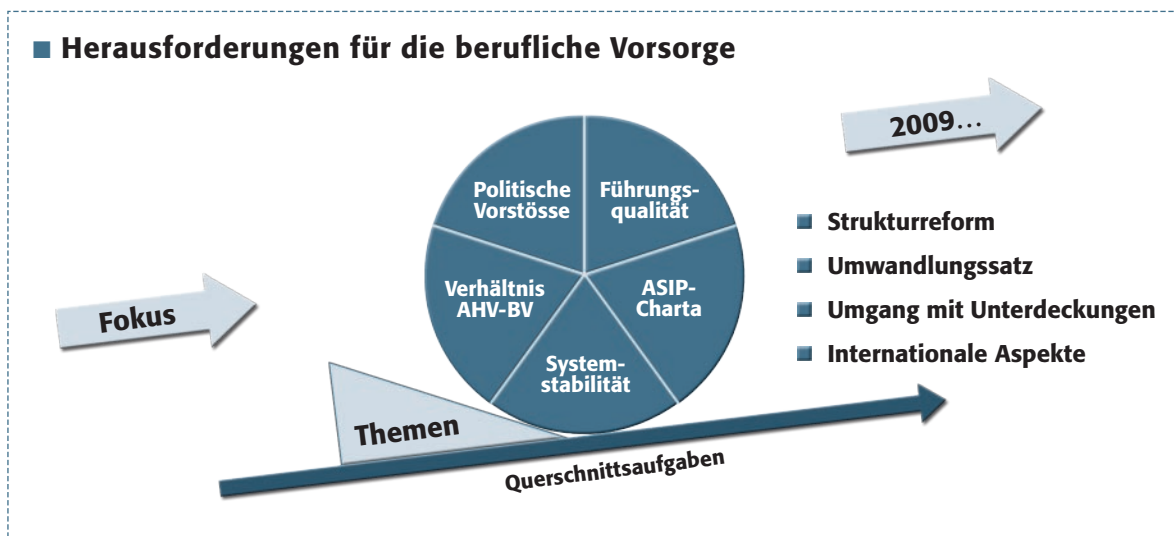 Herausforderungen für die berufliche Vorsorge
2009…
Politische
Vorstösse
Führungs-
qualität
Verhältnis
AHV-BV
ASIP-
Charta
System-
stabilität
Strukturreform
Umwandlungssatz
Umgang mit Unterdeckungen
Internationale Aspekte
Fokus
Themen
Querschnittsaufgaben